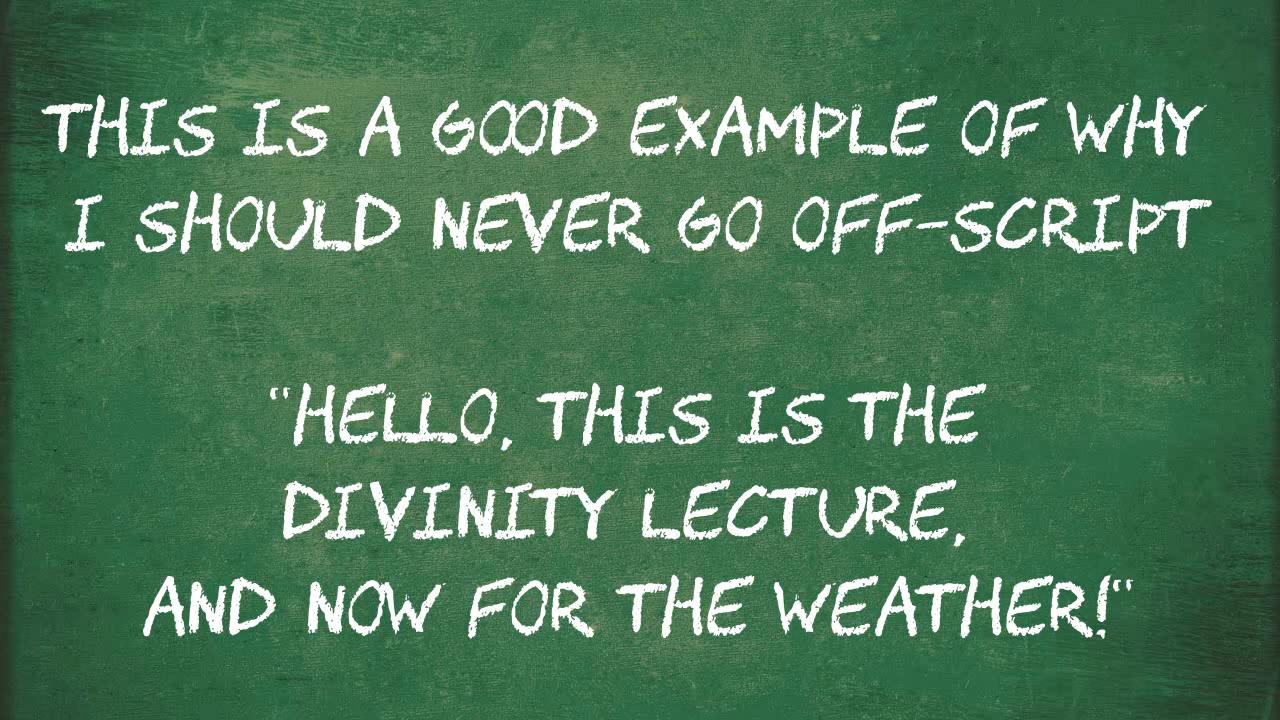 THIS IS A GOOD EXAMPLE OF WHY
I SHOULD NEVER GO OFF-SCRIPT
“HELLO, THIS IS THE
DIVINITY LECTURE,
AND NOW FOR THE WEATHER!“